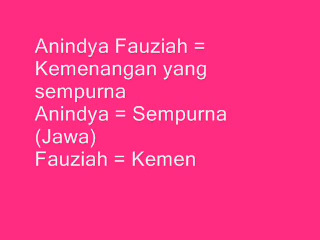 Anindya Fauziah =
Kemenangan yang
sempurna
Anindya = Sempurna
(Jawa)
Fauziah = Kemen